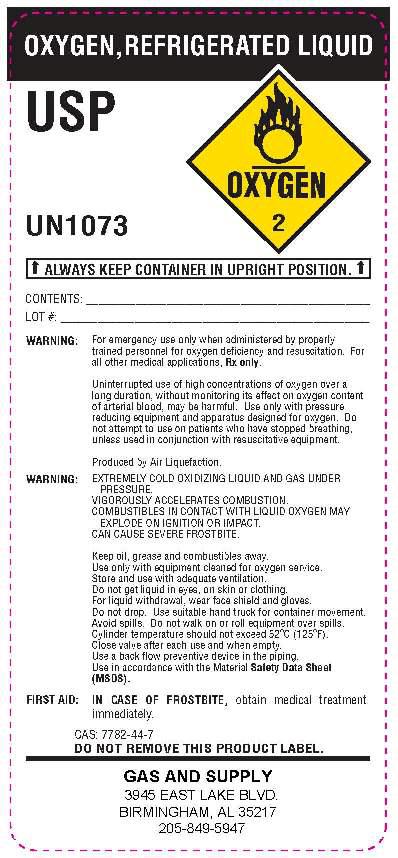 OXYGEN, REFRIGERATED LIQUID
USP
OXYGEN
2
UN1073
⬆ ALWAYS KEEP CONTAINER IN UPRIGHT POSITION. ⬆
CONTENTS: ____________________
LOT #: ____________________
WARNING: For emergency use only when administered by properly
trained personnel for oxygen deficiency and resuscitation. For
all other medical applications, Rx only.
Uninterrupted use of high concentrations of oxygen over a
long duration, without monitoring its effect on oxygen content
of arterial blood, may be harmful. Use only with pressure
reducing equipment and apparatus designed for oxygen. Do
not attempt to use on patients who have stopped breathing,
unless used in conjunction with resuscitative equipment.
Produced by Air Liquefaction.
WARNING: EXTREMELY COLD OXIDIZING LIQUID AND GAS UNDER
PRESSURE.
VIGOROUSLY ACCELERATES COMBUSTION.
COMBUSTIBLES IN CONTACT WITH LIQUID OXYGEN MAY
EXPLODE ON IGNITION OR IMPACT.
CAN CAUSE SEVERE FROSTBITE.
Keep oil, grease and combustibles away.
Use only with equipment cleaned for oxygen service.
Store and use with adequate ventilation.
Do not get liquid in eyes, on skin or clothing.
For liquid withdrawal, wear face shield and gloves.
Do not drop. Use suitable hand truck for container movement.
Avoid spills. Do not walk on or roll equipment over spills.
Cylinder temperature should not exceed 52°C (125°F).
Close valve after each use and when empty.
Use a back flow preventive device in the piping.
Use in accordance with the Material Safety Data Sheet
(MSDS).
FIRST AID: IN CASE OF FROSTBITE, obtain medical treatment
immediately.
CAS: 7782-44-7
DO NOT REMOVE THIS PRODUCT LABEL.
GAS AND SUPPLY
3945 EAST LAKE BLVD.
BIRMINGHAM, AL 35217
205-849-5947